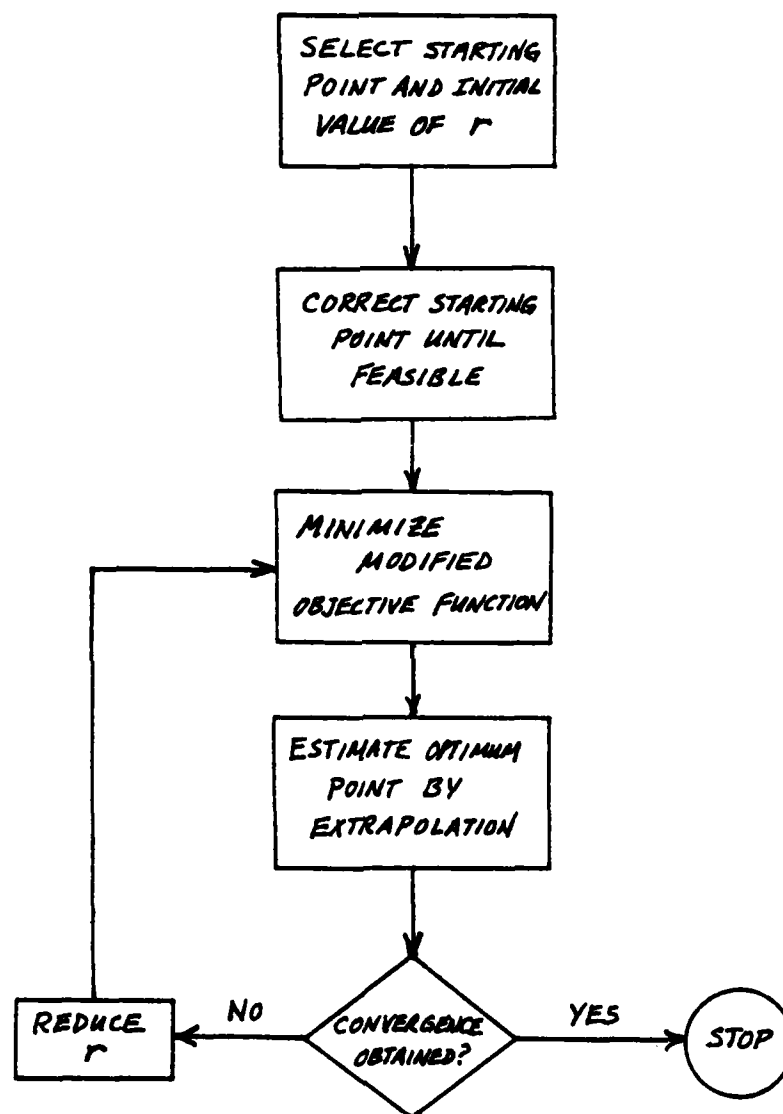 SELECT STARTING
POINT AND INITIAL
VALUE OF r
CORRECT STARTING
POINT UNTIL
FEASIBLE
MINIMIZE
MODIFIED
OBJECTIVE FUNCTION
ESTIMATE OPTIMUM
POINT BY
EXTRAPOLATION
CONVERGENCE
OBTAINED?
NO
REDUCE
r
YES
STOP